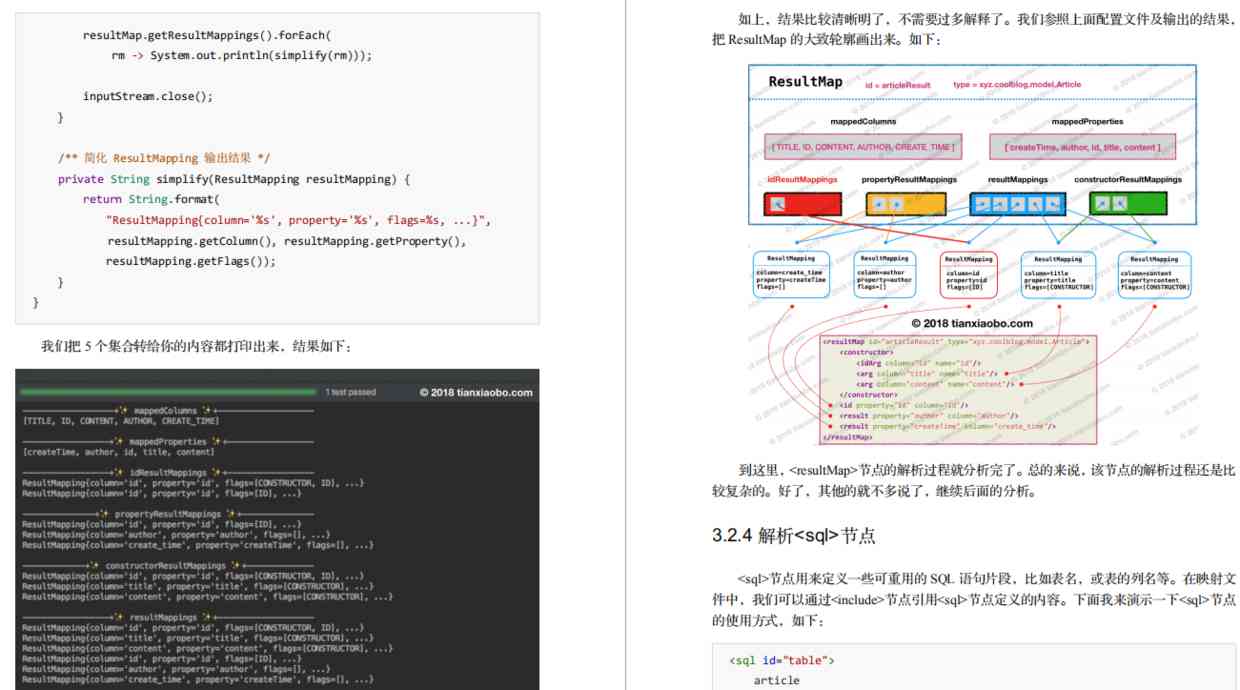 resultMap.getResultMappings().forEach(
rm -> System.out.println(simplify(rm)));
inputStream.close();
}
/** 简化 ResultMapping 输出结果 */
private String simplify(ResultMapping resultMapping) {
return String.format(
"ResultMapping{column='%s', property='%s', flags=%s, ...}",
resultMapping.getColumn(), resultMapping.getProperty(),
resultMapping.getFlags());
}
}
我们把 5 个集合转给你的内容都打印出来，结果如下：
1 test passed
© 2018 tianxiaobo.com
mappedColumns
[TITLE, ID, CONTENT, AUTHOR, CREATE_TIME]
mappedProperties
[createTime, author, id, title, content]
idResultMappings
ResultMapping{column='id', property='id', flags=[CONSTRUCTOR, ID], ...}
ResultMapping{column='id', property='id', flags=[ID], ...}
propertyResultMappings
ResultMapping{column='id', property='id', flags=[ID], ...}
ResultMapping{column='author', property='author', flags=[], ...}
ResultMapping{column='create_time', property='createTime', flags=[], ...}
constructorResultMappings
ResultMapping{column='id', property='id', flags=[CONSTRUCTOR, ID], ...}
ResultMapping{column='title', property='title', flags=[CONSTRUCTOR], ...}
ResultMapping{column='content', property='content', flags=[CONSTRUCTOR], ...}
resultMappings
ResultMapping{column='id', property='id', flags=[CONSTRUCTOR, ID], ...}
ResultMapping{column='title', property='title', flags=[CONSTRUCTOR], ...}
ResultMapping{column='content', property='content', flags=[CONSTRUCTOR], ...}
ResultMapping{column='id', property='id', flags=[ID], ...}
ResultMapping{column='author', property='author', flags=[], ...}
ResultMapping{column='create_time', property='createTime', flags=[], ...}
如上，结果比较清晰明了，不需要过多解释了。我们参照上面配置文件及输出的结果，
把 ResultMap 的大致轮廓画出来。如下：
ResultMap id = articleResult type = xyz.coolblog.model.Article
mappedColumns mappedProperties
[ TITLE, ID, CONTENT, AUTHOR, CREATE_TIME ] [ createTime, author, id, title, content ]
idResultMappings propertyResultMappings resultMappings constructorResultMappings
ResultMapping ResultMapping ResultMapping ResultMapping ResultMapping
column=create_time column=author column=id column=title column=content
property=createTime property=author property=id property=title property=content
flags=[] flags=[] flags=[ID] flags=[CONSTRUCTOR] flags=[CONSTRUCTOR]
© 2018 tianxiaobo.com
<resultMap id="articleResult" type="xyz.coolblog.model.Article">
<constructor>
<idArg column="id" name="id"/>
<arg column="title" name="title"/>
<arg column="content" name="content"/>
</constructor>
<id property="id" column="id"/>
<result property="author" column="author"/>
<result property="createTime" column="create_time"/>
</resultMap>
到这里，<resultMap>节点的解析过程就分析完了。总的来说，该节点的解析过程还是比
较复杂的。好了，其他的就不多说了，继续后面的分析。
3.2.4 解析<sql>节点
<sql>节点用来定义一些可重用的 SQL 语句片段，比如表名，或表的列名等。在映射文
件中，我们可以通过<include>节点引用<sql>节点定义的内容。下面我来演示一下<sql>节点
的使用方式，如下：
<sql id="table">
article